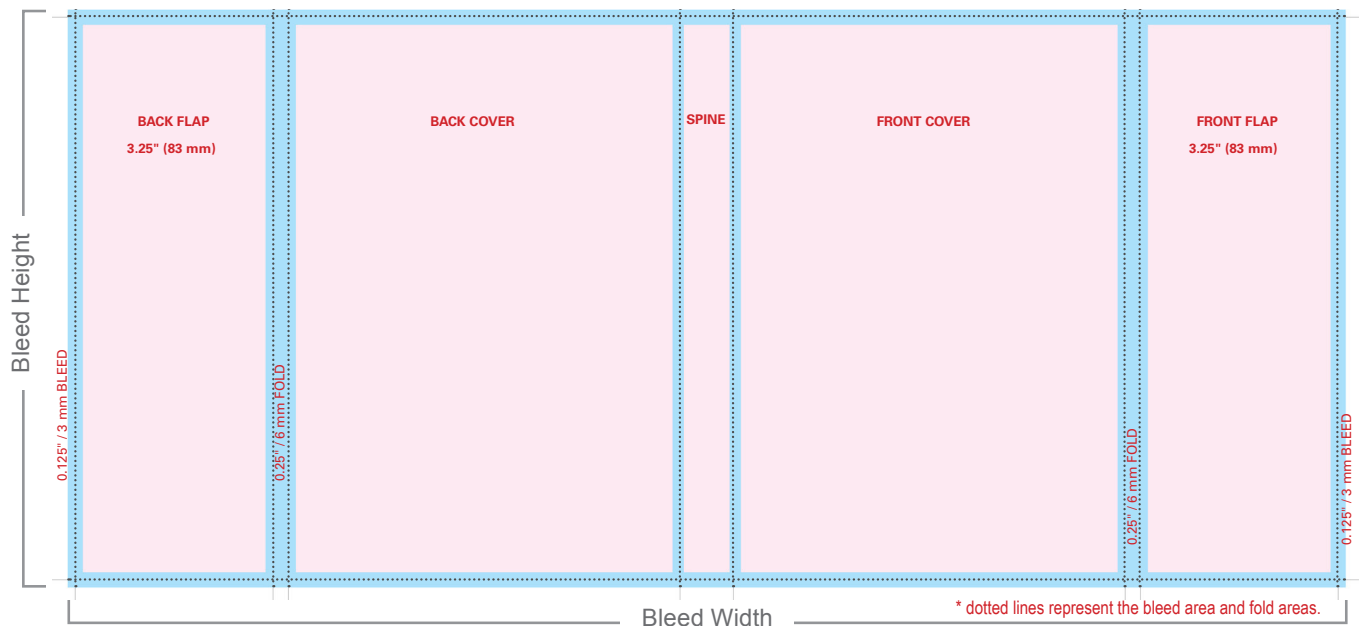 BACK FLAP
3.25" (83 mm)
BACK COVER
SPINE
FRONT COVER
FRONT FLAP
3.25" (83 mm)
Bleed Height
0.125" / 3 mm BLEED
0.25" / 6 mm FOLD
0.25" / 6 mm FOLD
0.125" / 3 mm BLEED
* dotted lines represent the bleed area and fold areas.
Bleed Width